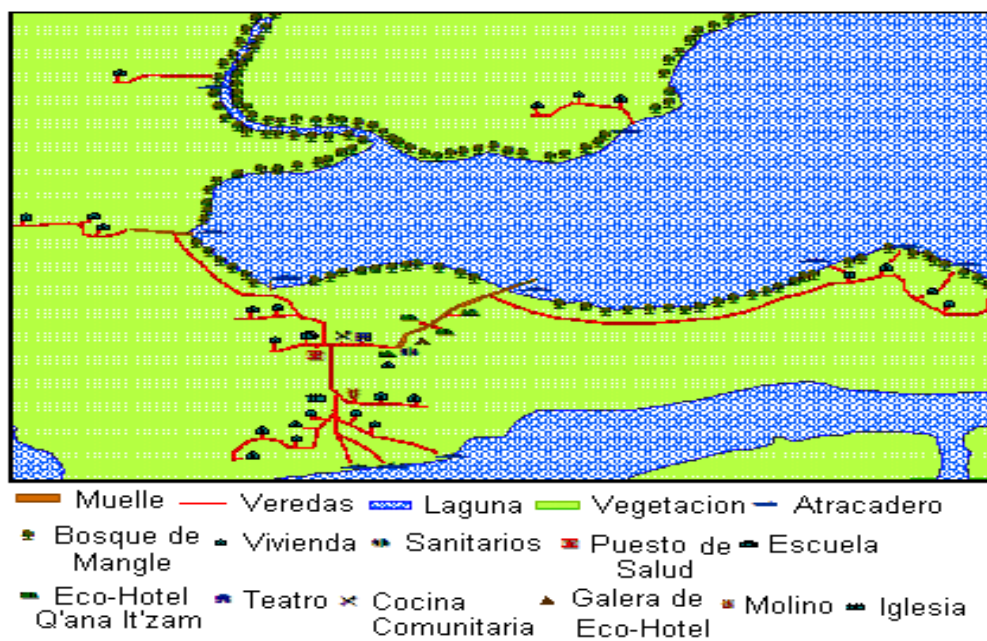 Muelle Veredas Laguna Vegetacion Atracadero
Bosque de Mangle Vivienda Sanitarios Puesto de Salud Escuela
Eco-Hotel Q'ana It'zam Teatro Cocina Comunitaria Galera de Eco-Hotel Molino Iglesia